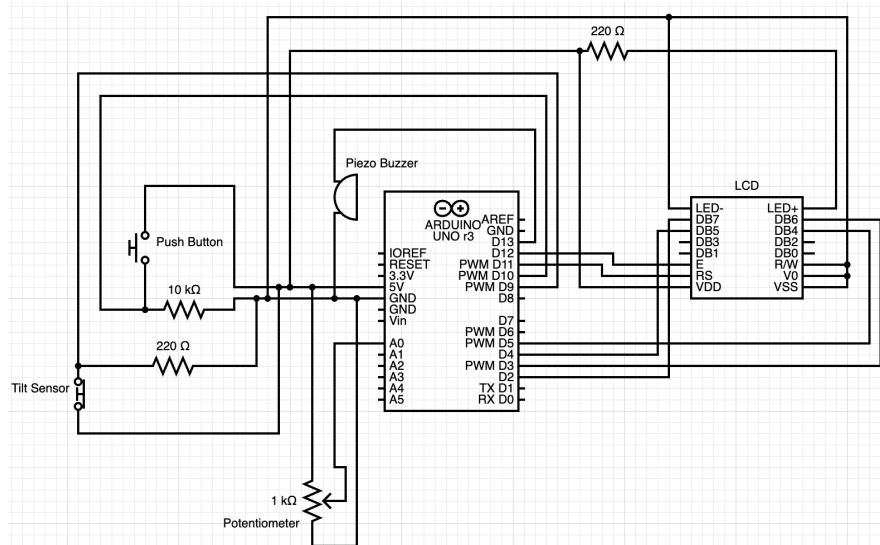 220 Ω
Piezo Buzzer
LCD
Push Button
ARDUINO
UNO r3
AREF
GND
D13
D12
PWM D11
PWM D10
PWM D9
D8
D7
PWM D6
PWM D5
D4
PWM D3
D2
TX D1
RX D0
IOREF
RESET
3.3V
5V
GND
GND
Vin
A0
A1
A2
A3
A4
A5
LED-
DB7
DB5
DB3
DB1
E
RS
VDD
LED+
DB6
DB4
DB2
DB0
R/W
V0
VSS
10 kΩ
220 Ω
Tilt Sensor
1 kΩ
Potentiometer